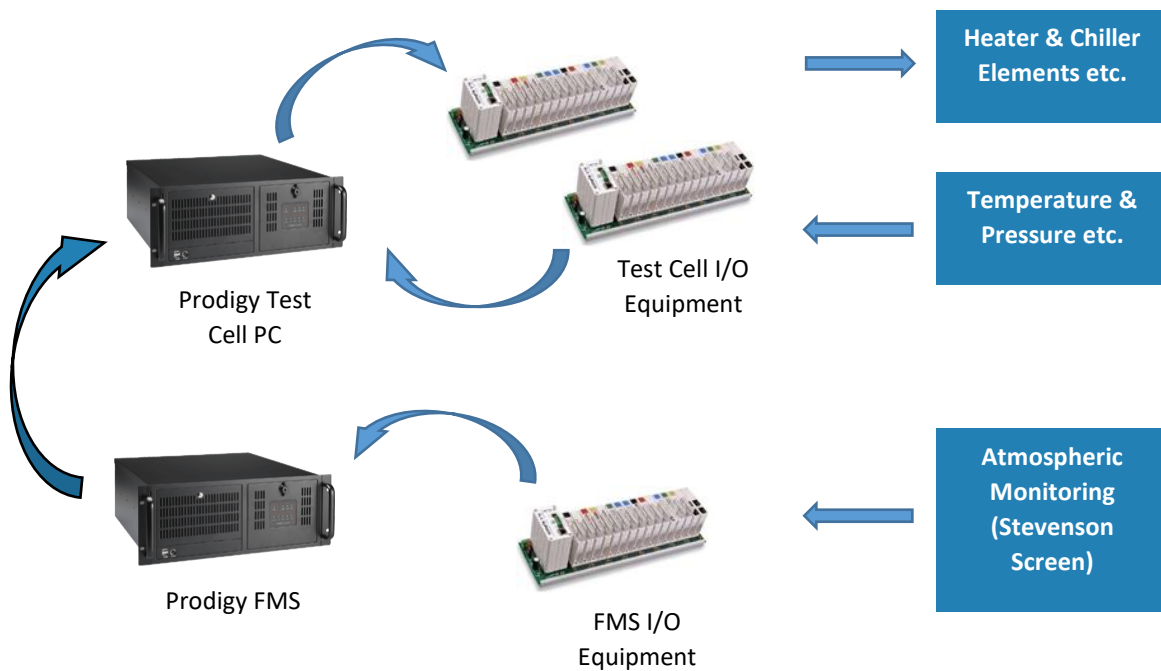 Heater & Chiller
Elements etc.
Temperature &
Pressure etc.
Test Cell I/O
Equipment
Prodigy Test
Cell PC
Atmospheric
Monitoring
(Stevenson
Screen)
Prodigy FMS
FMS I/O
Equipment